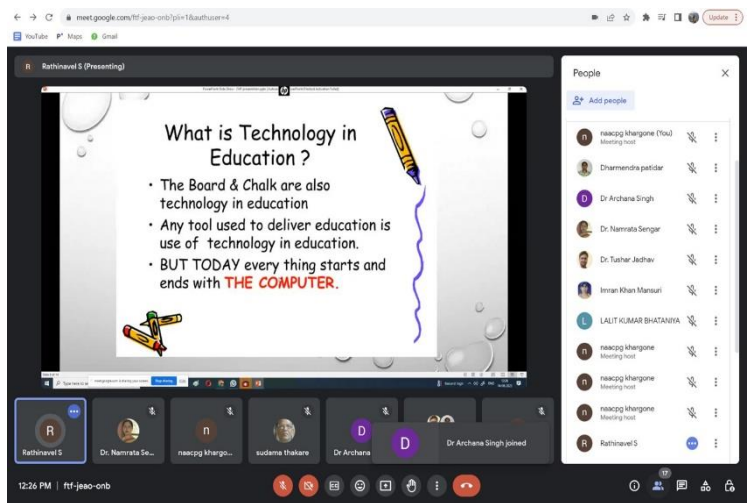 meet.google.com/ftf-jeao-onb?pli=1&authuser=4
Update
YouTube
Maps
Gmail
R Rathinavel S (Presenting)
What is Technology in
Education ?
• The Board & Chalk are also
technology in education
• Any tool used to deliver education is
use of technology in education.
• BUT TODAY every thing starts and
ends with THE COMPUTER.
People
Add people
n naacpg khargone (You)
Meeting host
Dharmendra patidar
D Dr Archana Singh
Dr. Namrata Sengar
Dr. Tushar Jadhav
Imran Khan Mansuri
L LALIT KUMAR BHATANIYA
n naacpg khargone
Meeting host
n naacpg khargone
Meeting host
n naacpg khargone
Meeting host
R Rathinavel S
R
Rathinavel S
Dr. Namrata Se...
n
naacpg khargo...
sudama thakare
D
Dr Archana
D Dr Archana Singh joined
12:26 PM | ftf-jeao-onb
17